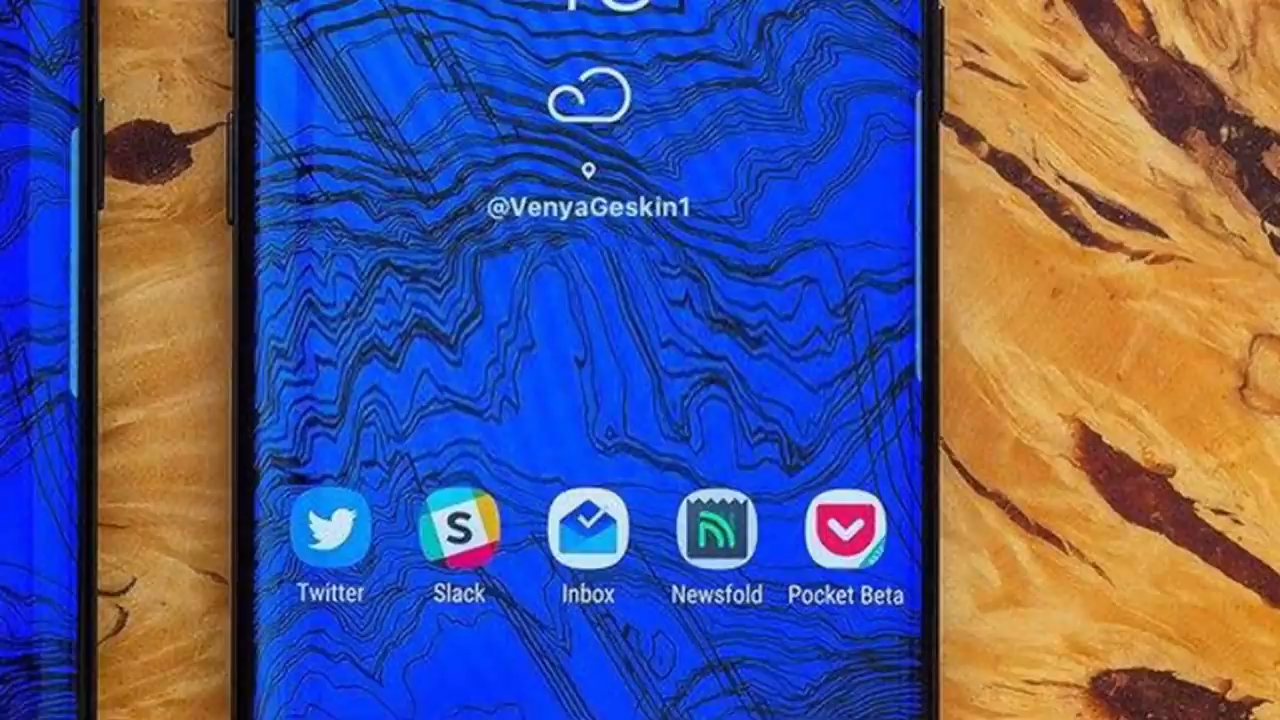 @VenyaGeskin1
S
Twitter
Slack
Inbox
Newsfold
Pocket Beta